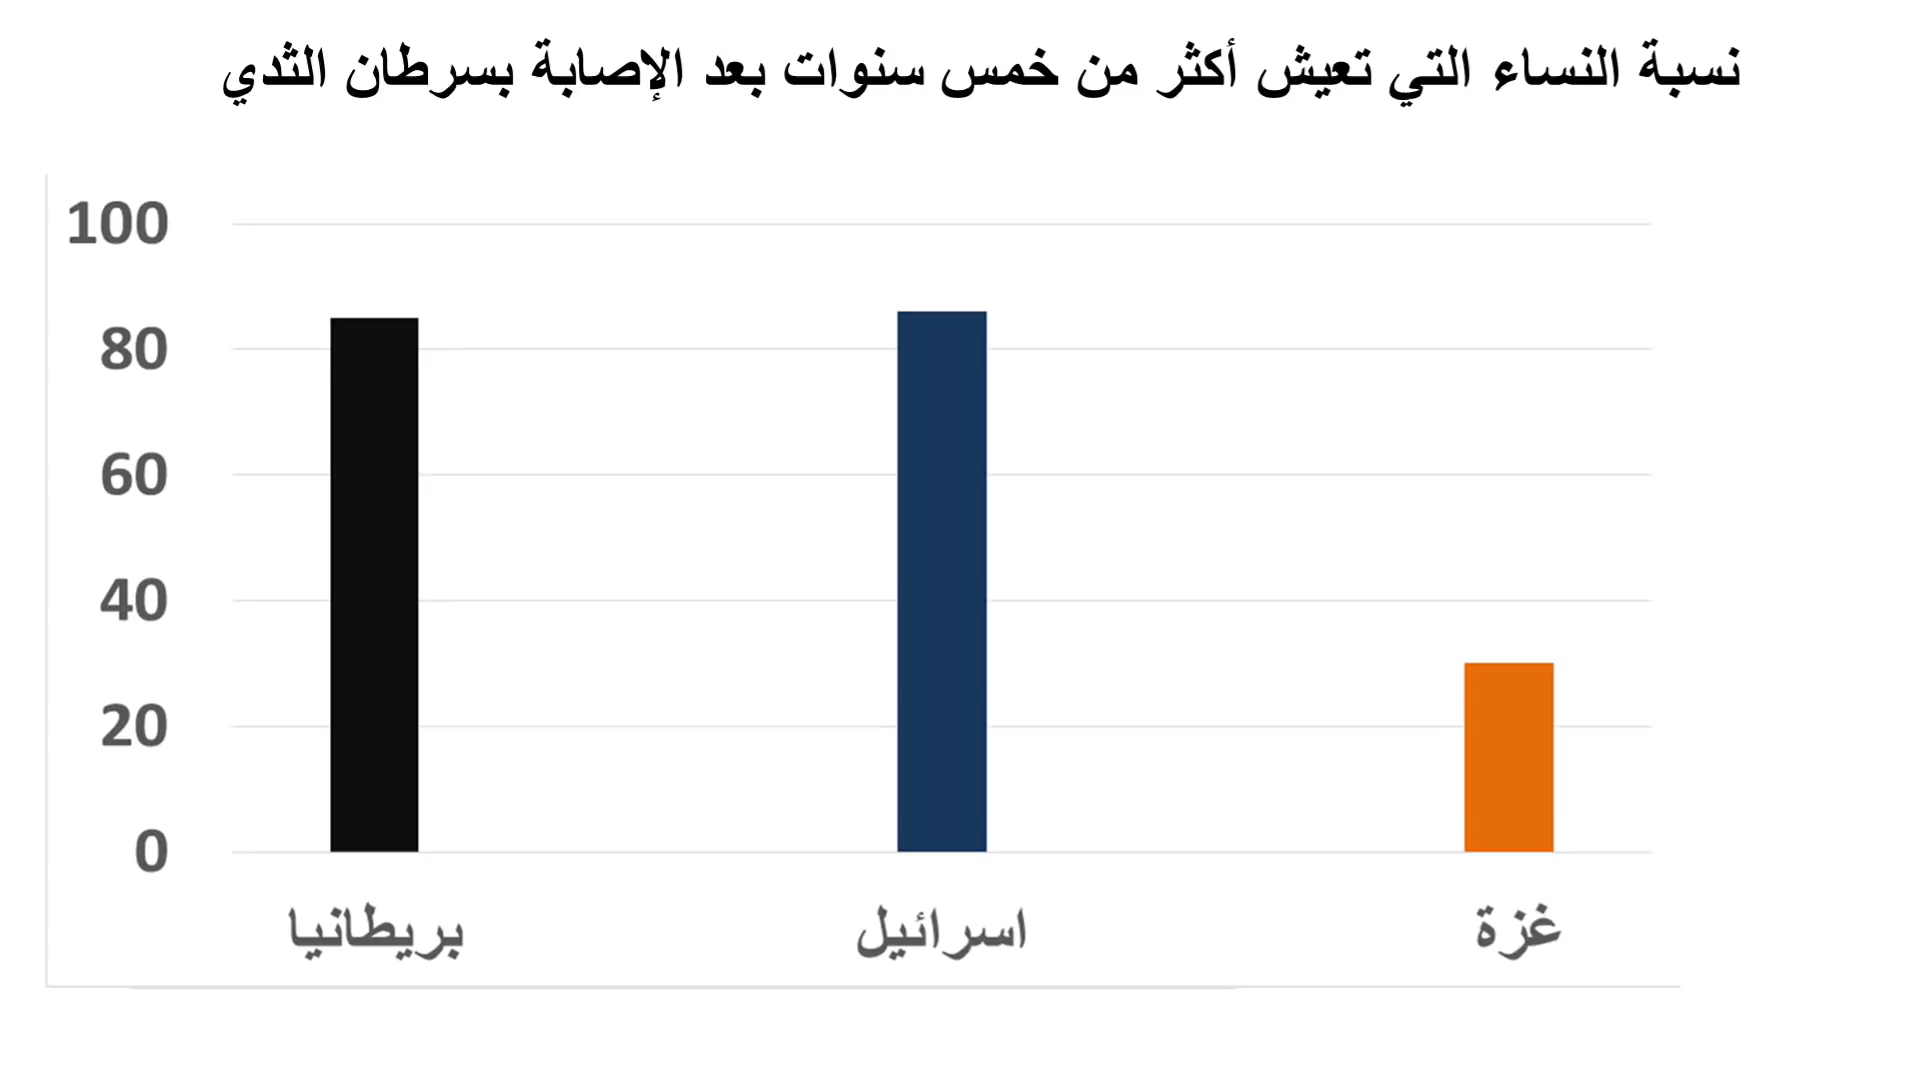 نسبة النساء التي تعيش أكثر من خمس سنوات بعد الإصابة بسرطان الثدي
100
80
60
40
20
0
بريطانيا
اسرائيل
غزة